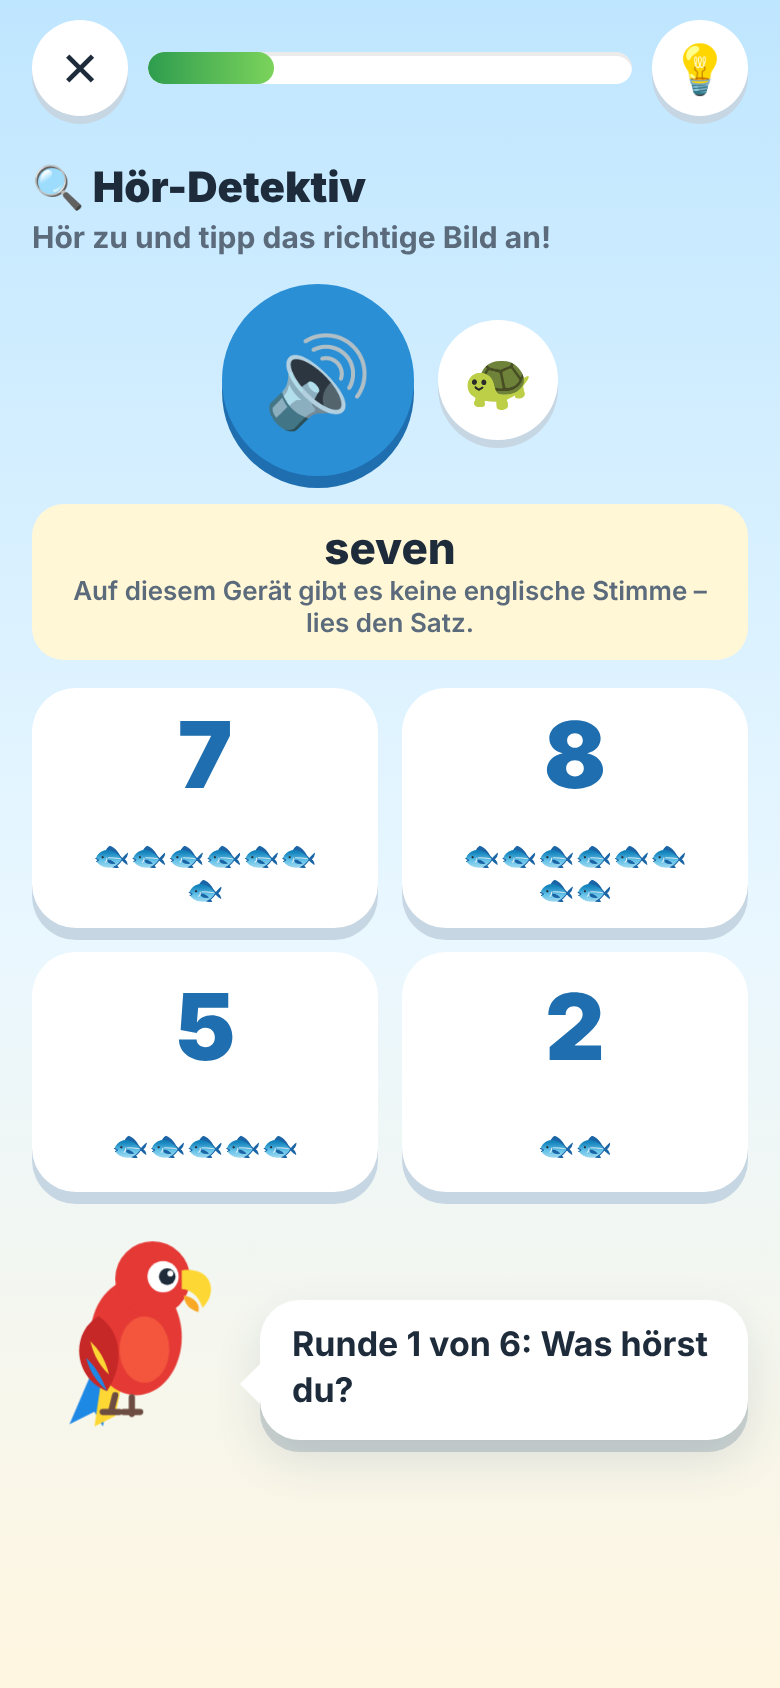 Hör-Detektiv
Hör zu und tipp das richtige Bild an!
seven
Auf diesem Gerät gibt es keine englische Stimme –
lies den Satz.
7
8
5
2
Runde 1 von 6: Was hörst
du?